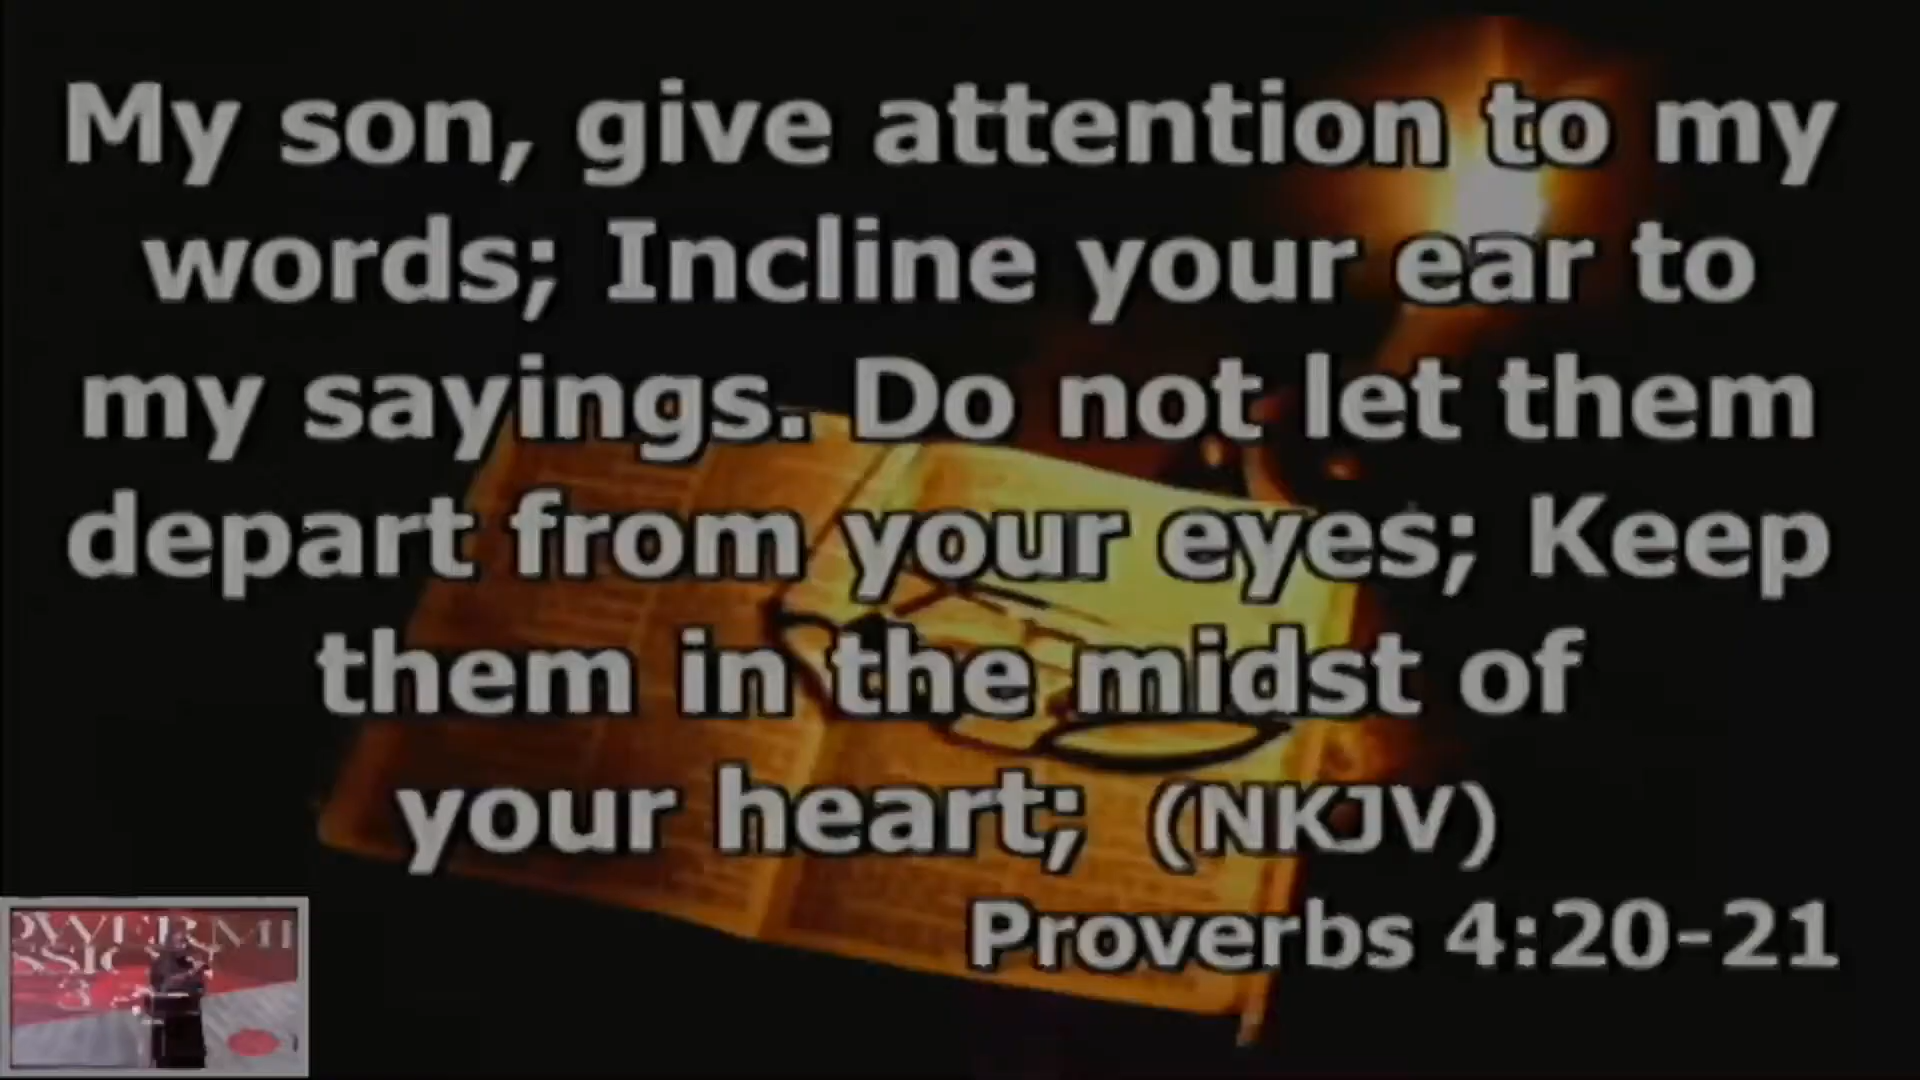 My son, give attention to my
words; Incline your ear to
my sayings. Do not let them
depart from your eyes; Keep
them in the midst of
your heart; (NKJV)
Proverbs 4:20-21